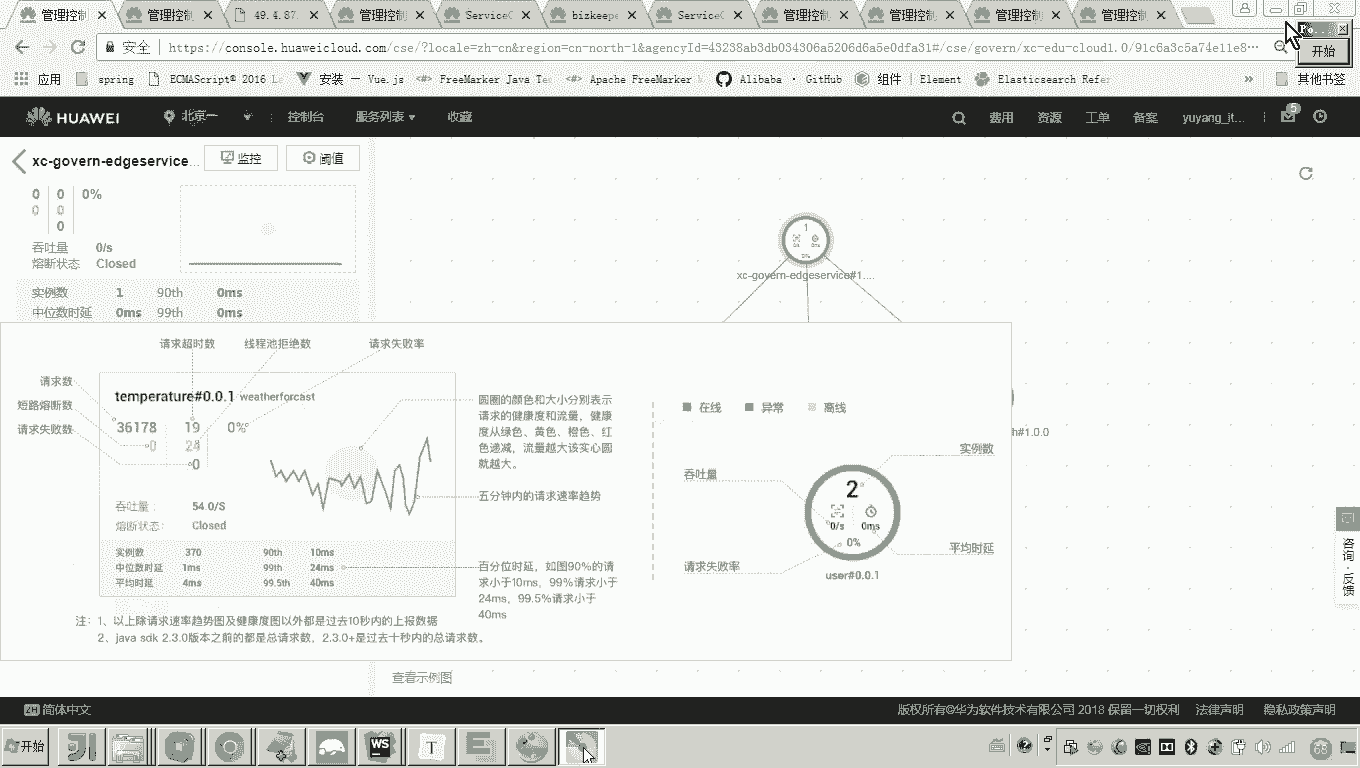 管理控制
管理控制
49.4.87.
管理控制
ServiceC
bizkeepe
ServiceC
管理控制
管理控制
管理控制
管理控制
安全
https://console.huaweicloud.com/cse/?locale=zh-cn&region=cn-north-1&agencyId=43238ab3db034306a5206d6a5e0dfa31#/cse/govern/xc-edu-cloud1.0/91c6a3c5a74e11e8…
开始
应用
spring
ECMAScript® 2016 L
安装 — Vue.js
FreeMarker Java Te
Apache FreeMarker
Alibaba · GitHub
组件 | Element
Elasticsearch Refer
»
其他书签
HUAWEI
北京一
控制台
服务列表
收藏
费用
资源
工单
备案
yuyang_it...
5
xc-govern-edgeservice...
监控
阈值
0 0 0%
0 0
0
吞吐量 0/s
熔断状态 Closed
实例数 1 90th 0ms
中位数时延 0ms 99th 0ms
1
0%
xc-govern-edgeservice#1....
h#1.0.0
请求超时数
线程池拒绝数
请求失败率
请求数
短路熔断数
请求失败数
temperature#0.0.1 weatherforcast
36178 19 0%
0 24
0
吞吐量: 54.0/S
熔断状态: Closed
实例数 370 90th 10ms
中位数时延 1ms 99th 24ms
平均时延 4ms 99.5th 40ms
圆圈的颜色和大小分别表示
请求的健康度和流量，健康
度从绿色、黄色、橙色、红
色递减，流量越大该实心圆
就越大。
五分钟内的请求速率趋势
百分位时延，如图90%的请
求小于10ms，99%请求小于
24ms，99.5%请求小于
40ms
在线
异常
离线
实例数
吞吐量
2
0/s 0ms
0%
平均时延
请求失败率
user#0.0.1
注：1、以上除请求速率趋势图及健康度图以外都是过去10秒内的上报数据
2、java sdk 2.3.0版本之前的都是总请求数，2.3.0+是过去十秒内的总请求数。
查看示例图
咨询·反馈
ZH 简体中文
版权所有©华为软件技术有限公司 2018 保留一切权利
法律声明
隐私政策声明
开始
WS
T
68